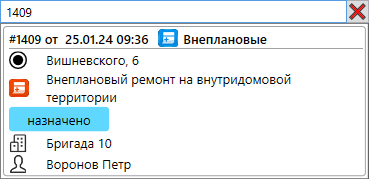 1409
#1409 от 25.01.24 09:36 Внеплановые
Вишневского, 6
Внеплановый ремонт на внутридомовой
территории
назначено
Бригада 10
Воронов Петр